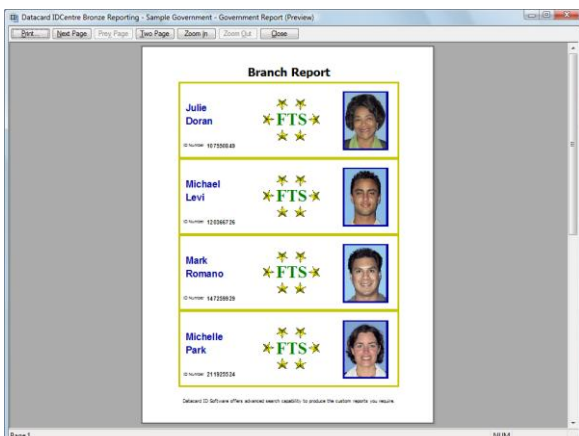 Datacard IDCentre Bronze Reporting - Sample Government - Government Report (Preview)
Print... Next Page Prev Page Two Page Zoom In Zoom Out Close
Branch Report
Julie
Doran
FTS
ID Number 107556849
Michael
Levi
FTS
ID Number 120366726
Mark
Romano
FTS
ID Number 147259929
Michelle
Park
FTS
ID Number 211925534
Datacard ID Software offers advanced search capability to produce the custom reports you require.
Page 1 NUM